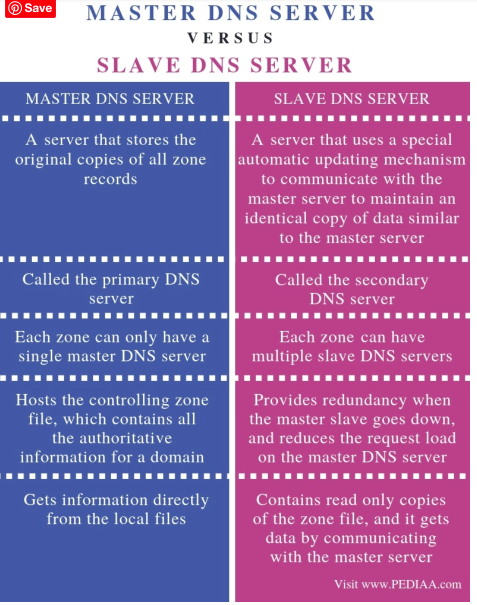 Save
MASTER DNS SERVER
VERSUS
SLAVE DNS SERVER
MASTER DNS SERVER
A server that stores the
original copies of all zone
records
Called the primary DNS
server
Each zone can only have a
single master DNS server
Hosts the controlling zone
file, which contains all
the authoritative
information for a domain
Gets information directly
from the local files
SLAVE DNS SERVER
A server that uses a special
automatic updating mechanism
to communicate with the
master server to maintain an
identical copy of data similar
to the master server
Called the secondary
DNS server
Each zone can have
multiple slave DNS servers
Provides redundancy when
the master slave goes down,
and reduces the request load
on the master DNS server
Contains read only copies
of the zone file, and it gets
data by communicating
with the master server
Visit www.PEDIAA.com